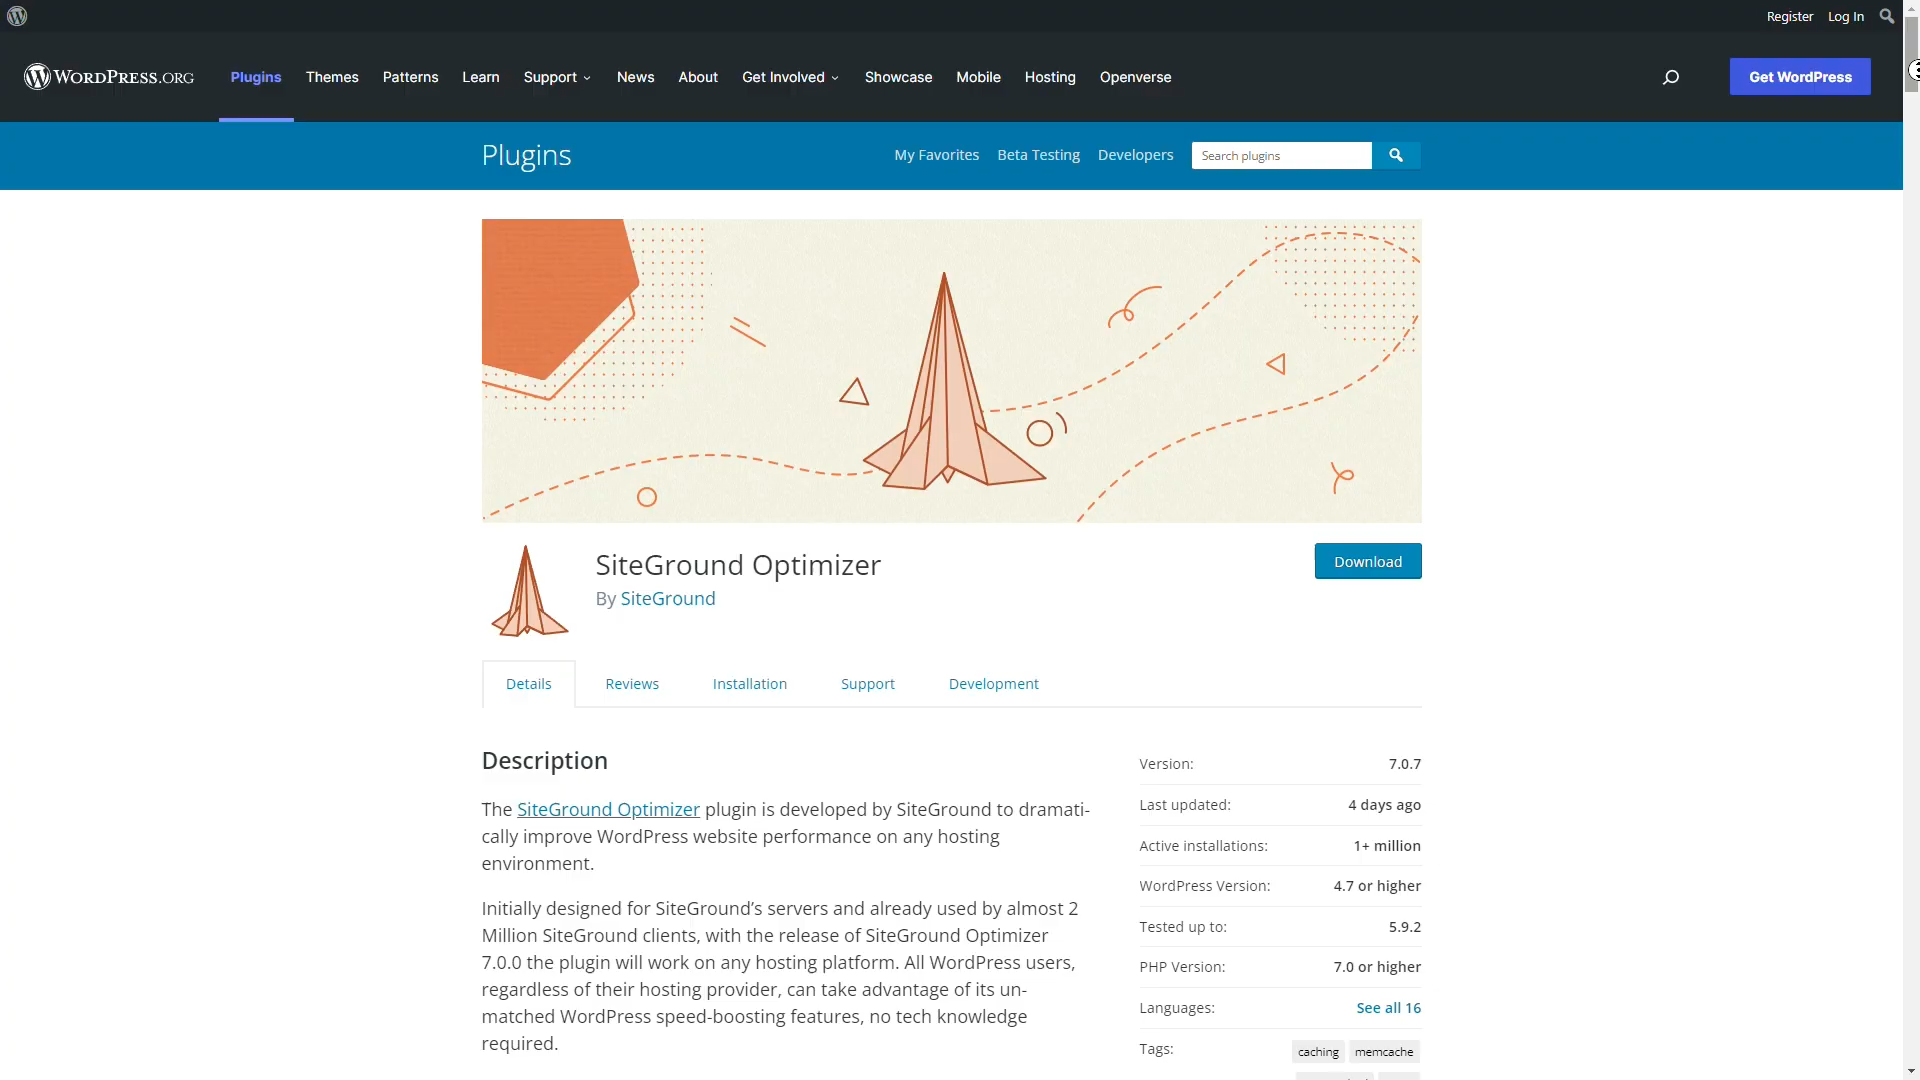 Register Log In
WORDPRESS.ORG Plugins Themes Patterns Learn Support News About Get Involved Showcase Mobile Hosting Openverse Get WordPress
Plugins My Favorites Beta Testing Developers Search plugins
SiteGround Optimizer
By SiteGround
Download
Details Reviews Installation Support Development
Description
The SiteGround Optimizer plugin is developed by SiteGround to dramati-
cally improve WordPress website performance on any hosting
environment.
Initially designed for SiteGround’s servers and already used by almost 2
Million SiteGround clients, with the release of SiteGround Optimizer
7.0.0 the plugin will work on any hosting platform. All WordPress users,
regardless of their hosting provider, can take advantage of its un-
matched WordPress speed-boosting features, no tech knowledge
required.
Version: 7.0.7
Last updated: 4 days ago
Active installations: 1+ million
WordPress Version: 4.7 or higher
Tested up to: 5.9.2
PHP Version: 7.0 or higher
Languages: See all 16
Tags: caching memcache